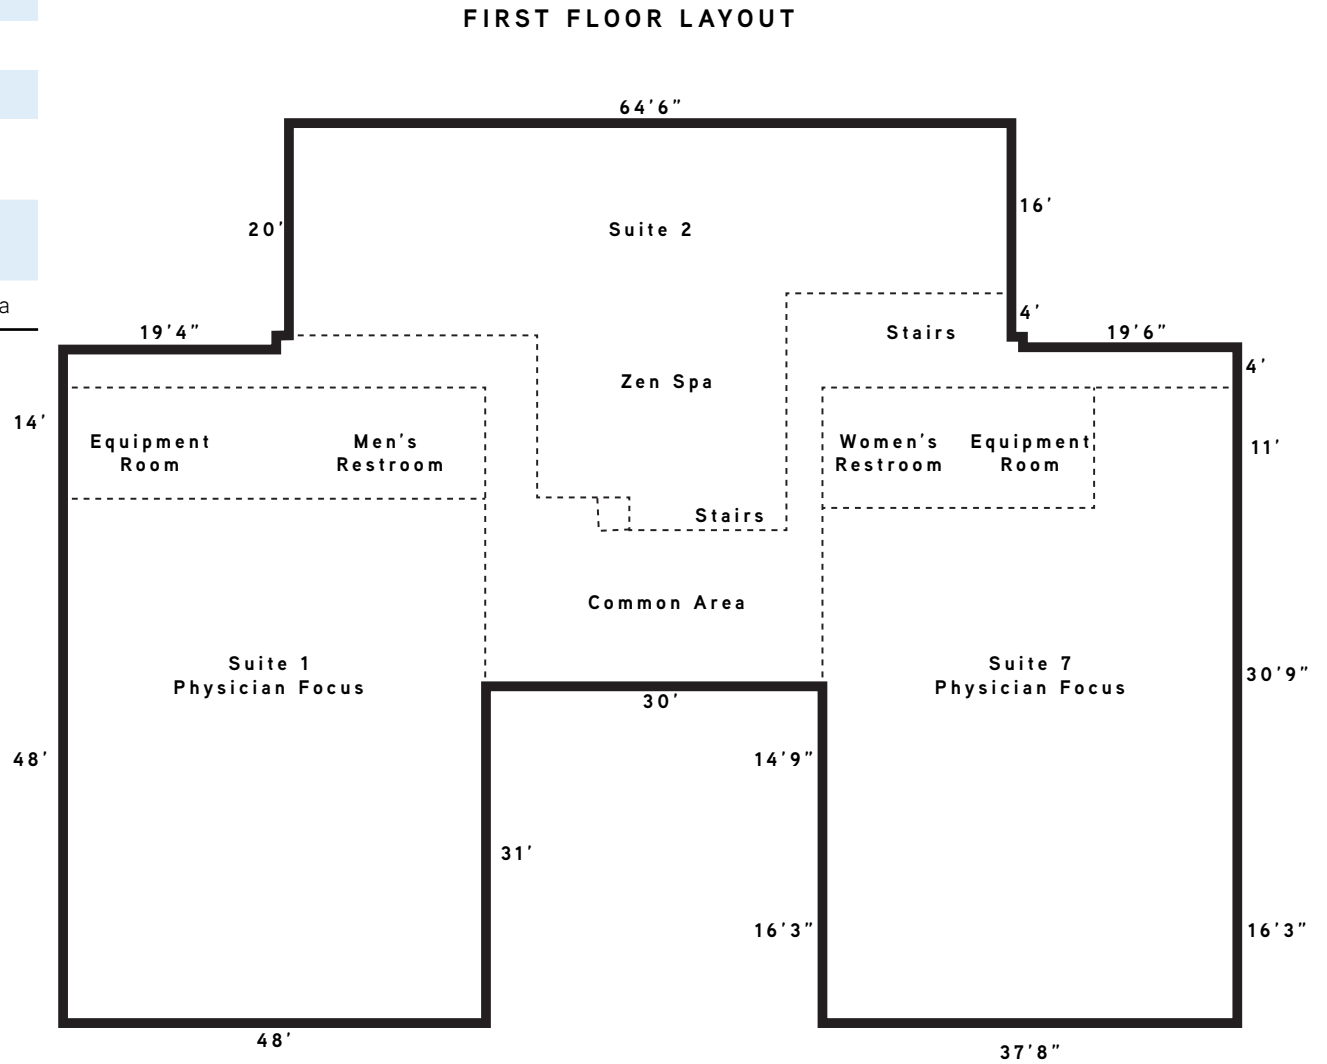 FIRST FLOOR LAYOUT
64’6”
16’
20’
Suite 2
a
4’
19’4”
Stairs
19’6”
4’
Zen Spa
14’
Equipment
Room
Men’s
Restroom
Women’s
Restroom
Equipment
Room
11’
Stairs
Common Area
Suite 1
Physician Focus
Suite 7
Physician Focus
30’9”
30’
48’
14’9”
31’
16’3”
16’3”
48’
37’8”